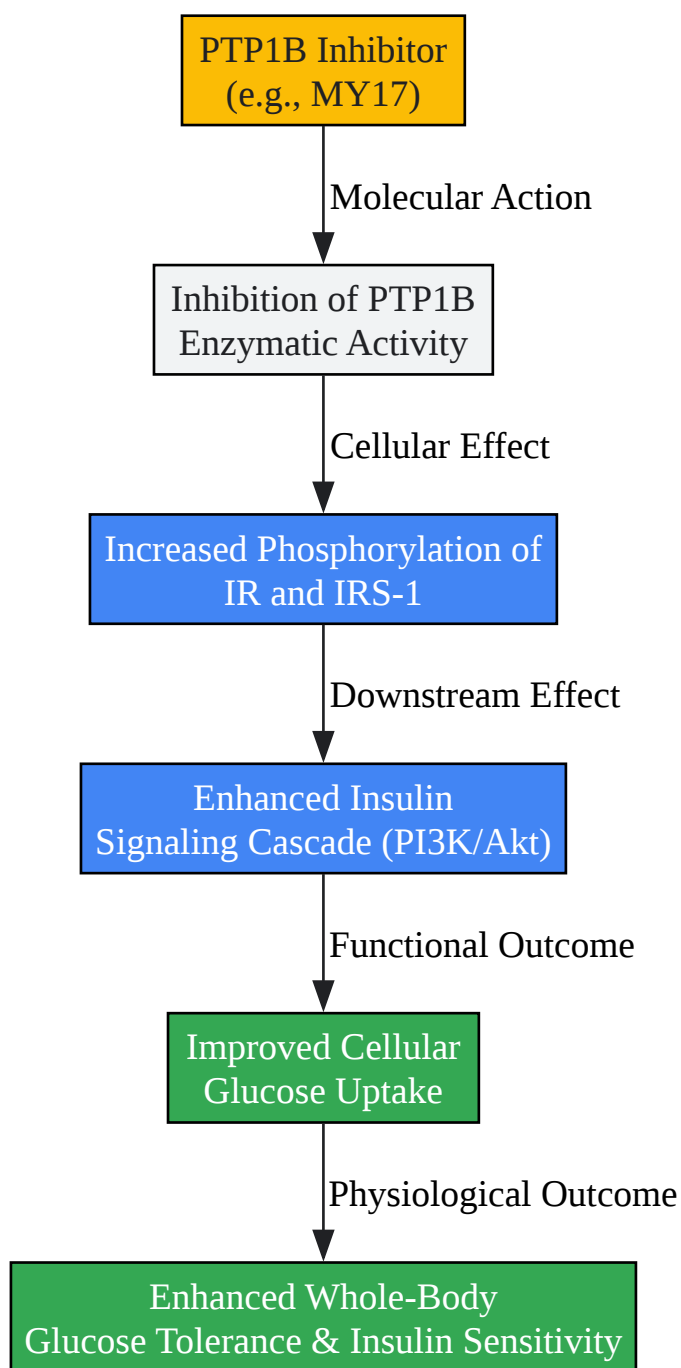 PTP1B Inhibitor
(e.g., MY17)
Molecular Action
Inhibition of PTP1B
Enzymatic Activity
Cellular Effect
Increased Phosphorylation of
IR and IRS-1
Downstream Effect
Enhanced Insulin
Signaling Cascade (PI3K/Akt)
Functional Outcome
Improved Cellular
Glucose Uptake
Physiological Outcome
Enhanced Whole-Body
Glucose Tolerance & Insulin Sensitivity